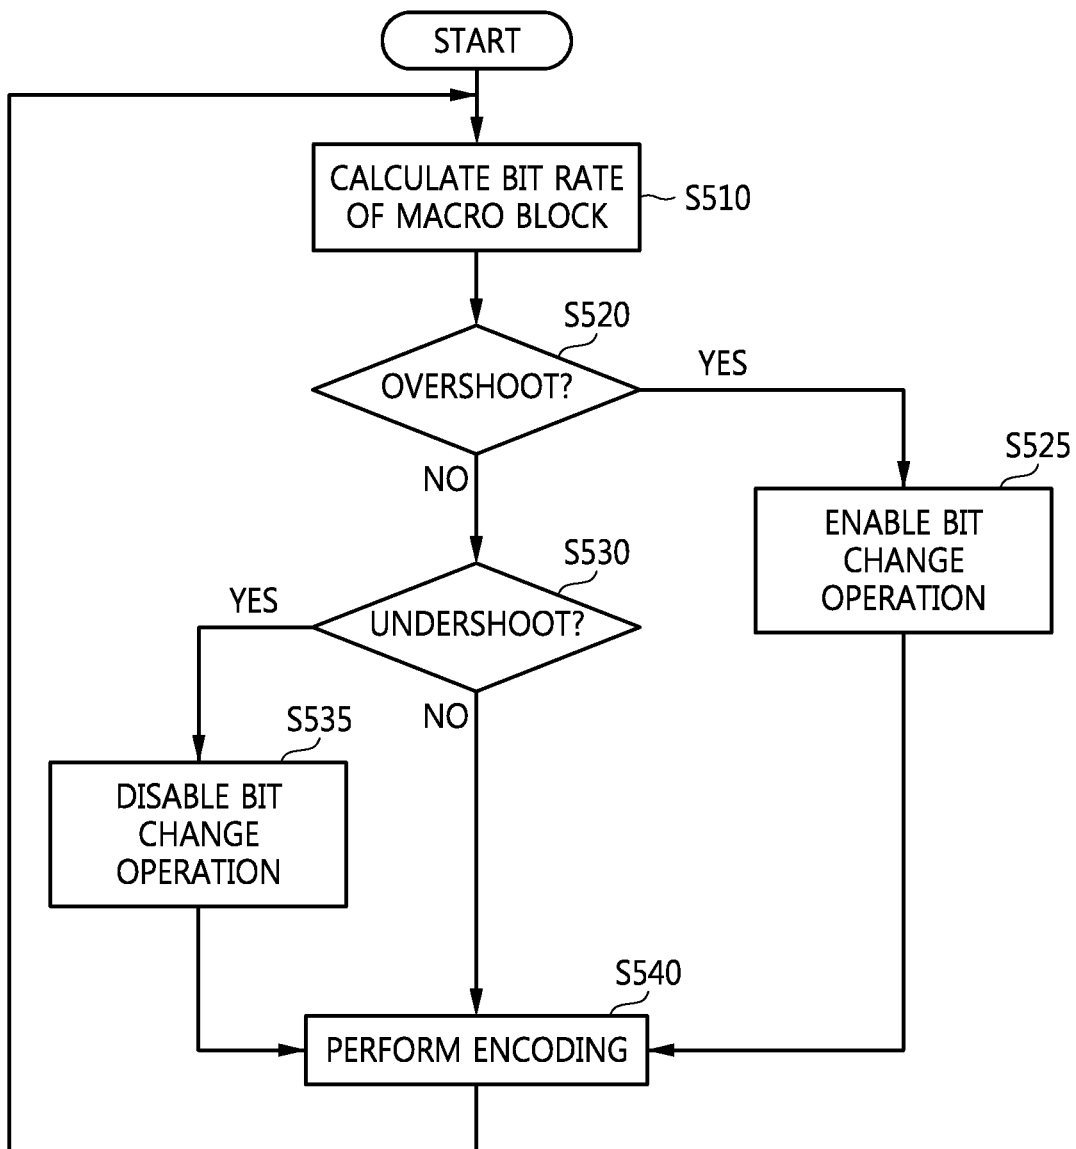 START
CALCULATE BIT RATE
OF MACRO BLOCK
S510
S520
OVERSHOOT?
YES
NO
S525
ENABLE BIT
CHANGE
OPERATION
S530
UNDERSHOOT?
YES
NO
S535
DISABLE BIT
CHANGE
OPERATION
S540
PERFORM ENCODING